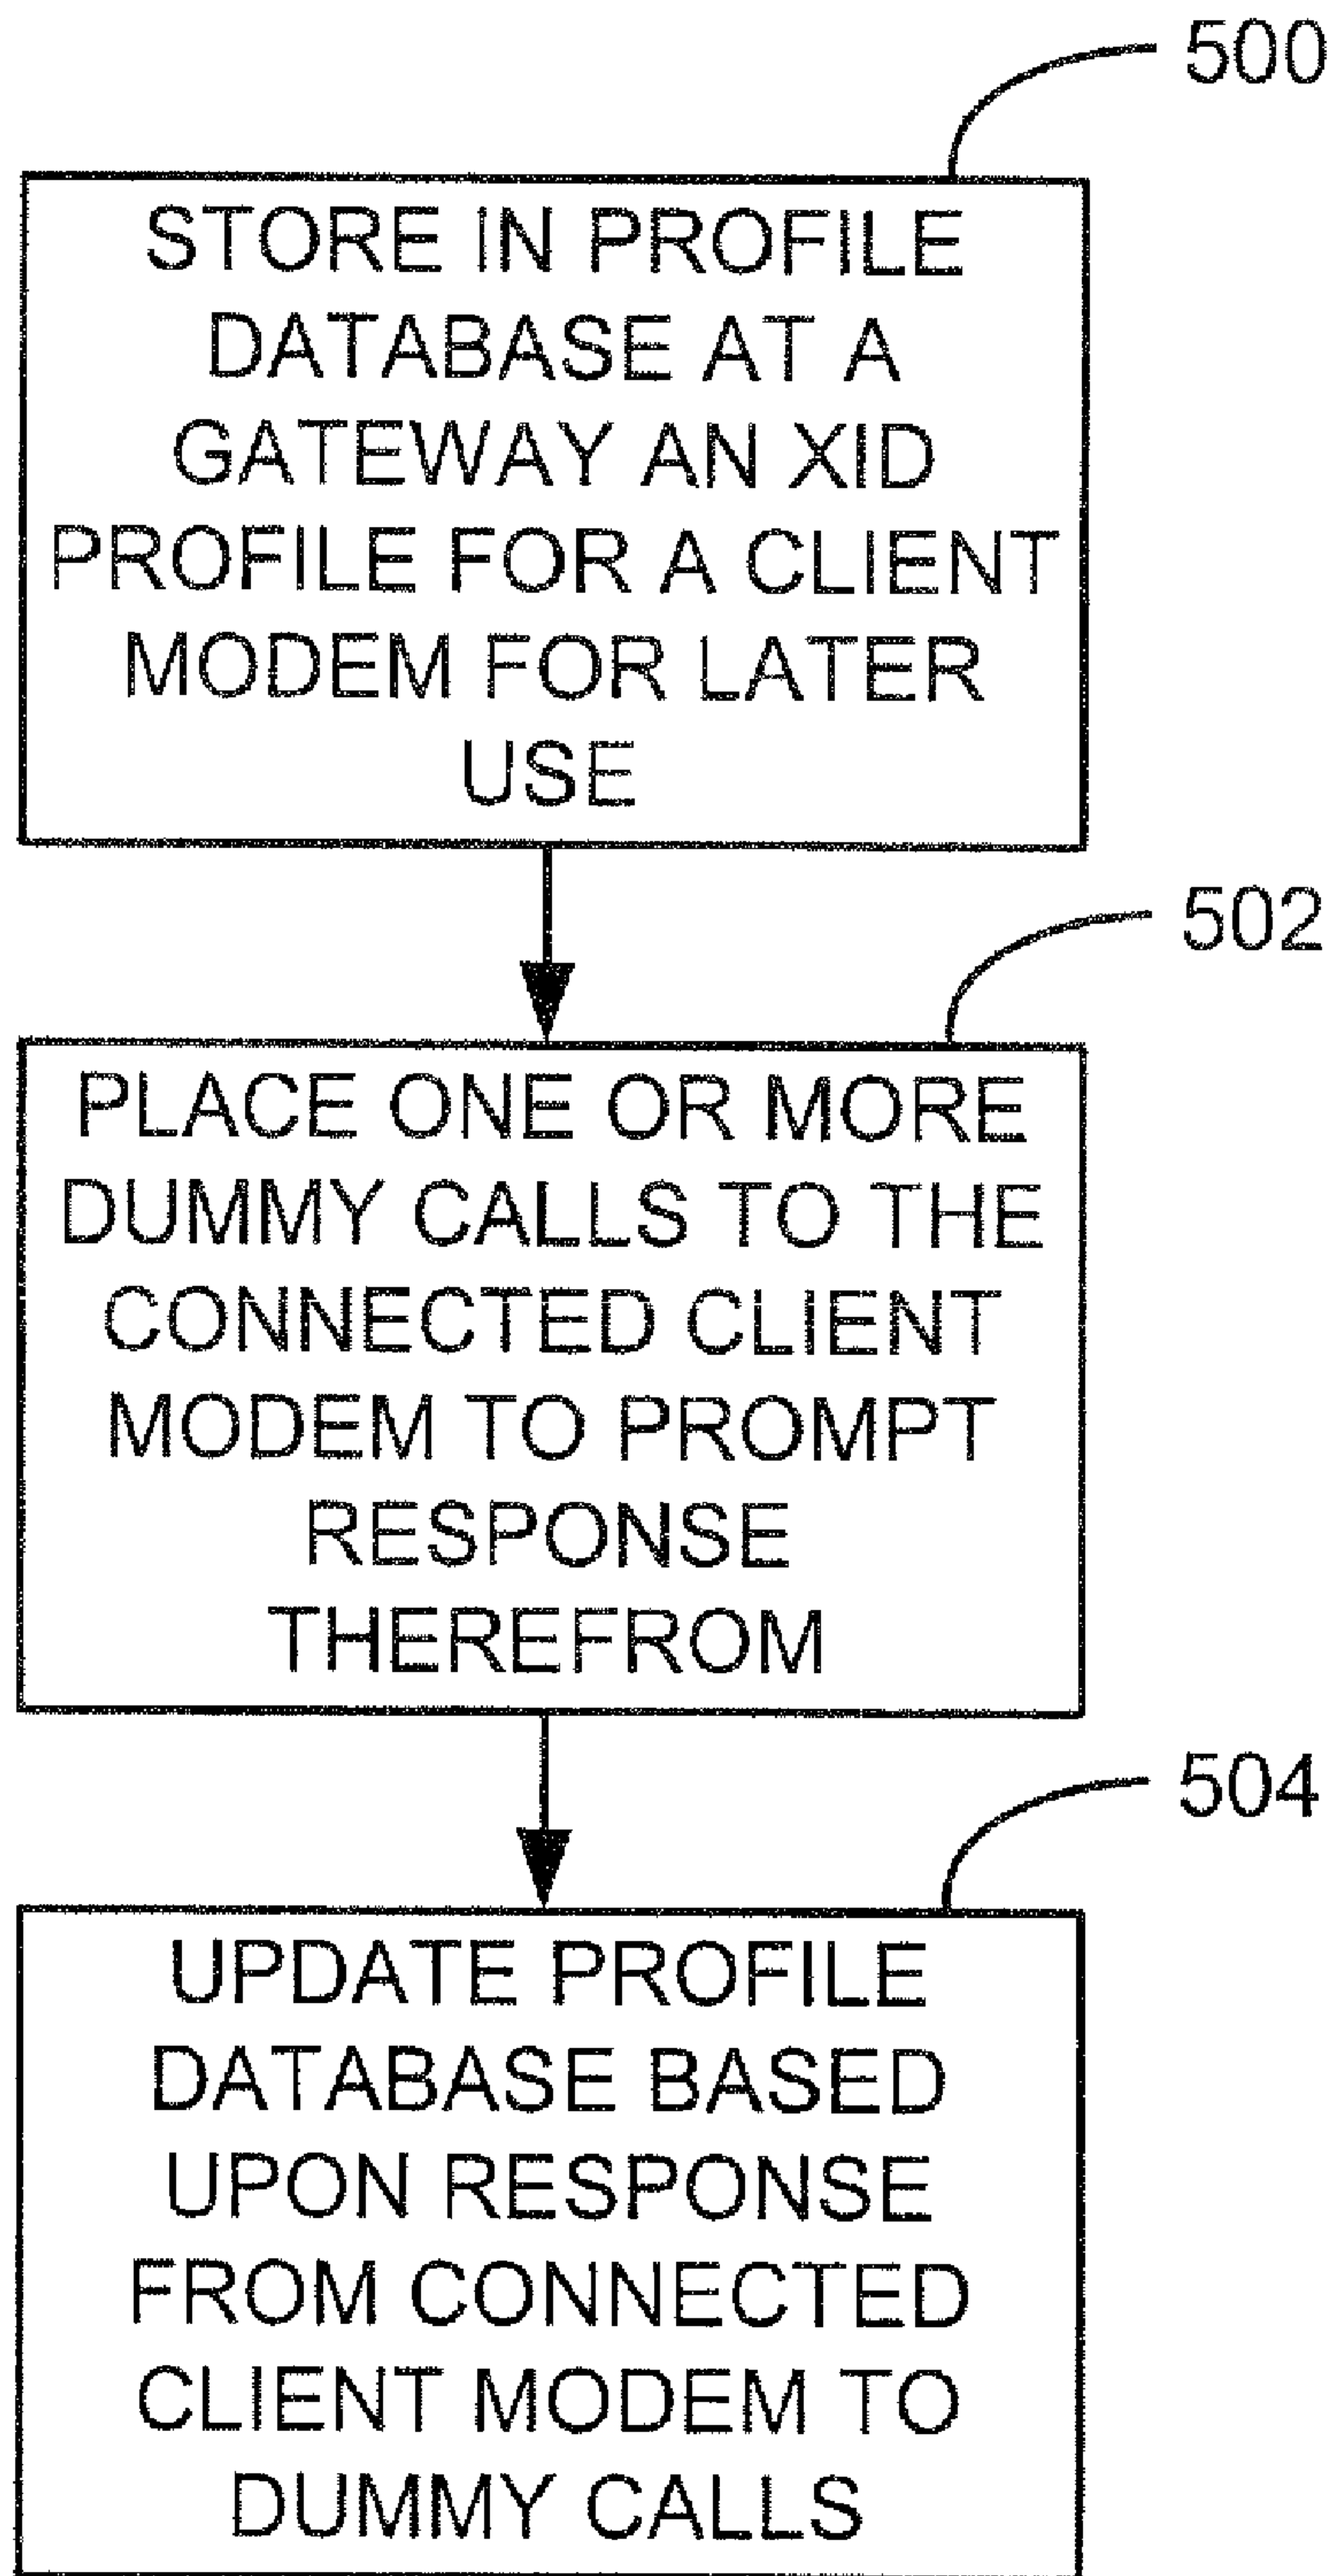 500
STORE IN PROFILE
DATABASE AT A
GATEWAY AN XID
PROFILE FOR A CLIENT
MODEM FOR LATER
USE
502
PLACE ONE OR MORE
DUMMY CALLS TO THE
CONNECTED CLIENT
MODEM TO PROMPT
RESPONSE
THEREFROM
504
UPDATE PROFILE
DATABASE BASED
UPON RESPONSE
FROM CONNECTED
CLIENT MODEM TO
DUMMY CALLS